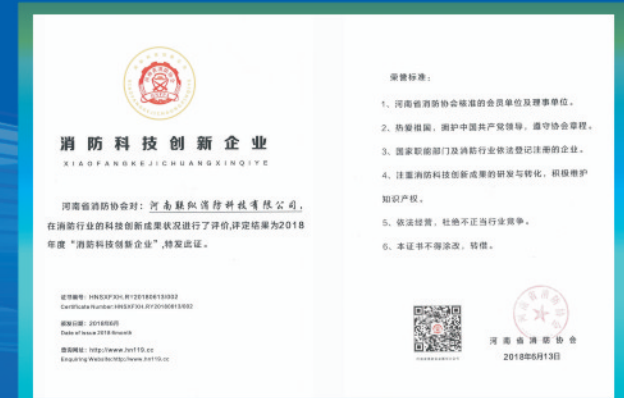 消防科技创新企业
XIAOFANGKEJICHUANGXINQIYE
河南省消防协会对：河南联纵消防科技有限公司，
在消防行业的科技创新成果状况进行了评价,评定结果为2018
年度“消防科技创新企业”,特发此证。
证书编号：HNSXFXH.RY20180613I002
Certificate Number:HNSXFXH.RY20180613I002
颁发日期：2018年6月
Date of Issue 2018 6month
查询网址：http://www.hn119.cc
Enquiring Website:http://www.hn119.cc
荣誉标准：
1、河南省消防协会核准的会员单位及理事单位。
2、热爱祖国，拥护中国共产党领导，遵守协会章程。
3、国家职能部门及消防行业依法登记注册的企业。
4、注重消防科技创新成果的研发与转化，积极维护
知识产权。
5、依法经营，杜绝不正当行业竞争。
6、本证书不得涂改，转借。
河南省消防协会
2018年6月13日